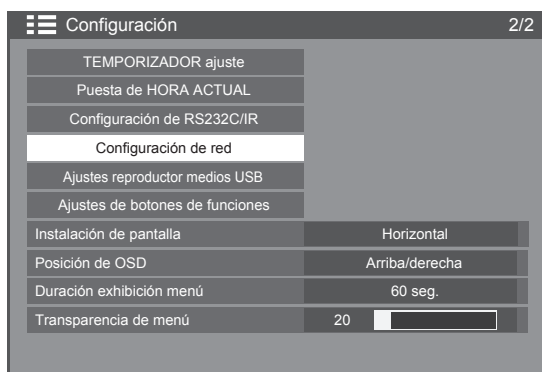 Configuración 2/2
TEMPORIZADOR ajuste
Puesta de HORA ACTUAL
Configuración de RS232C/IR
Configuración de red
Ajustes reproductor medios USB
Ajustes de botones de funciones
Instalación de pantalla Horizontal
Posición de OSD Arriba/derecha
Duración exhibición menú 60 seg.
Transparencia de menú 20